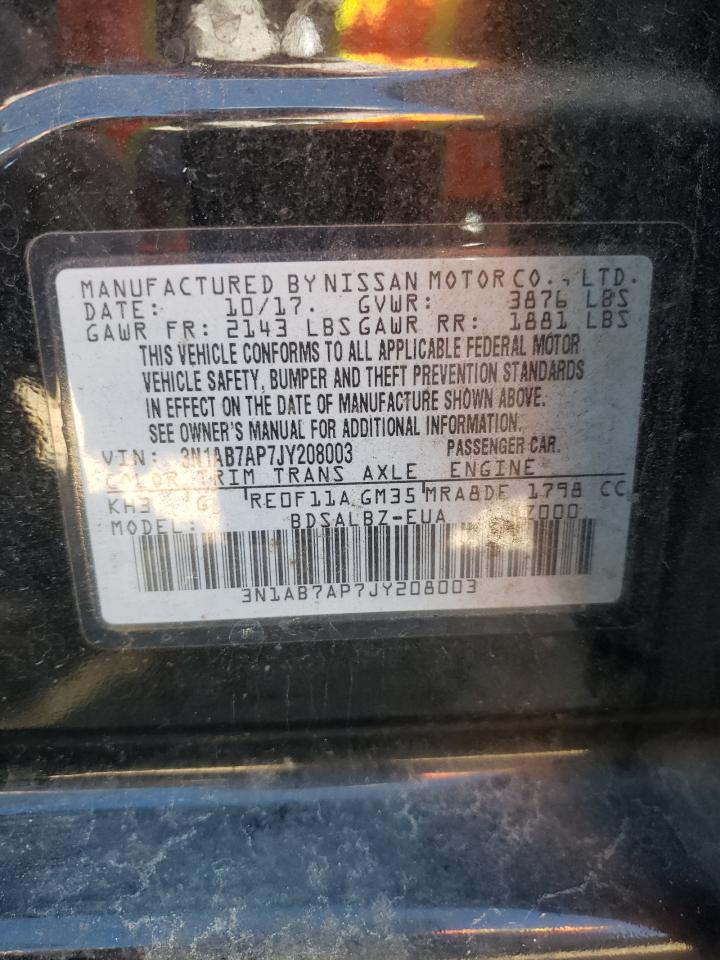 MANUFACTURED BY NISSAN MOTOR CO., LTD.
DATE: 10/17. GVWR: 3876 LBS
GAWR FR: 2143 LBS GAWR RR: 1881 LBS
THIS VEHICLE CONFORMS TO ALL APPLICABLE FEDERAL MOTOR
VEHICLE SAFETY, BUMPER AND THEFT PREVENTION STANDARDS
IN EFFECT ON THE DATE OF MANUFACTURE SHOWN ABOVE.
SEE OWNER'S MANUAL FOR ADDITIONAL INFORMATION.
VIN: 3N1AB7AP7JY208003 PASSENGER CAR.
COLOR TRIM TRANS AXLE ENGINE
KH3 G RE0F11A GM35 MRA8DE 1798 CC
MODEL: BDSALBZ-EUA
3N1AB7AP7JY208003